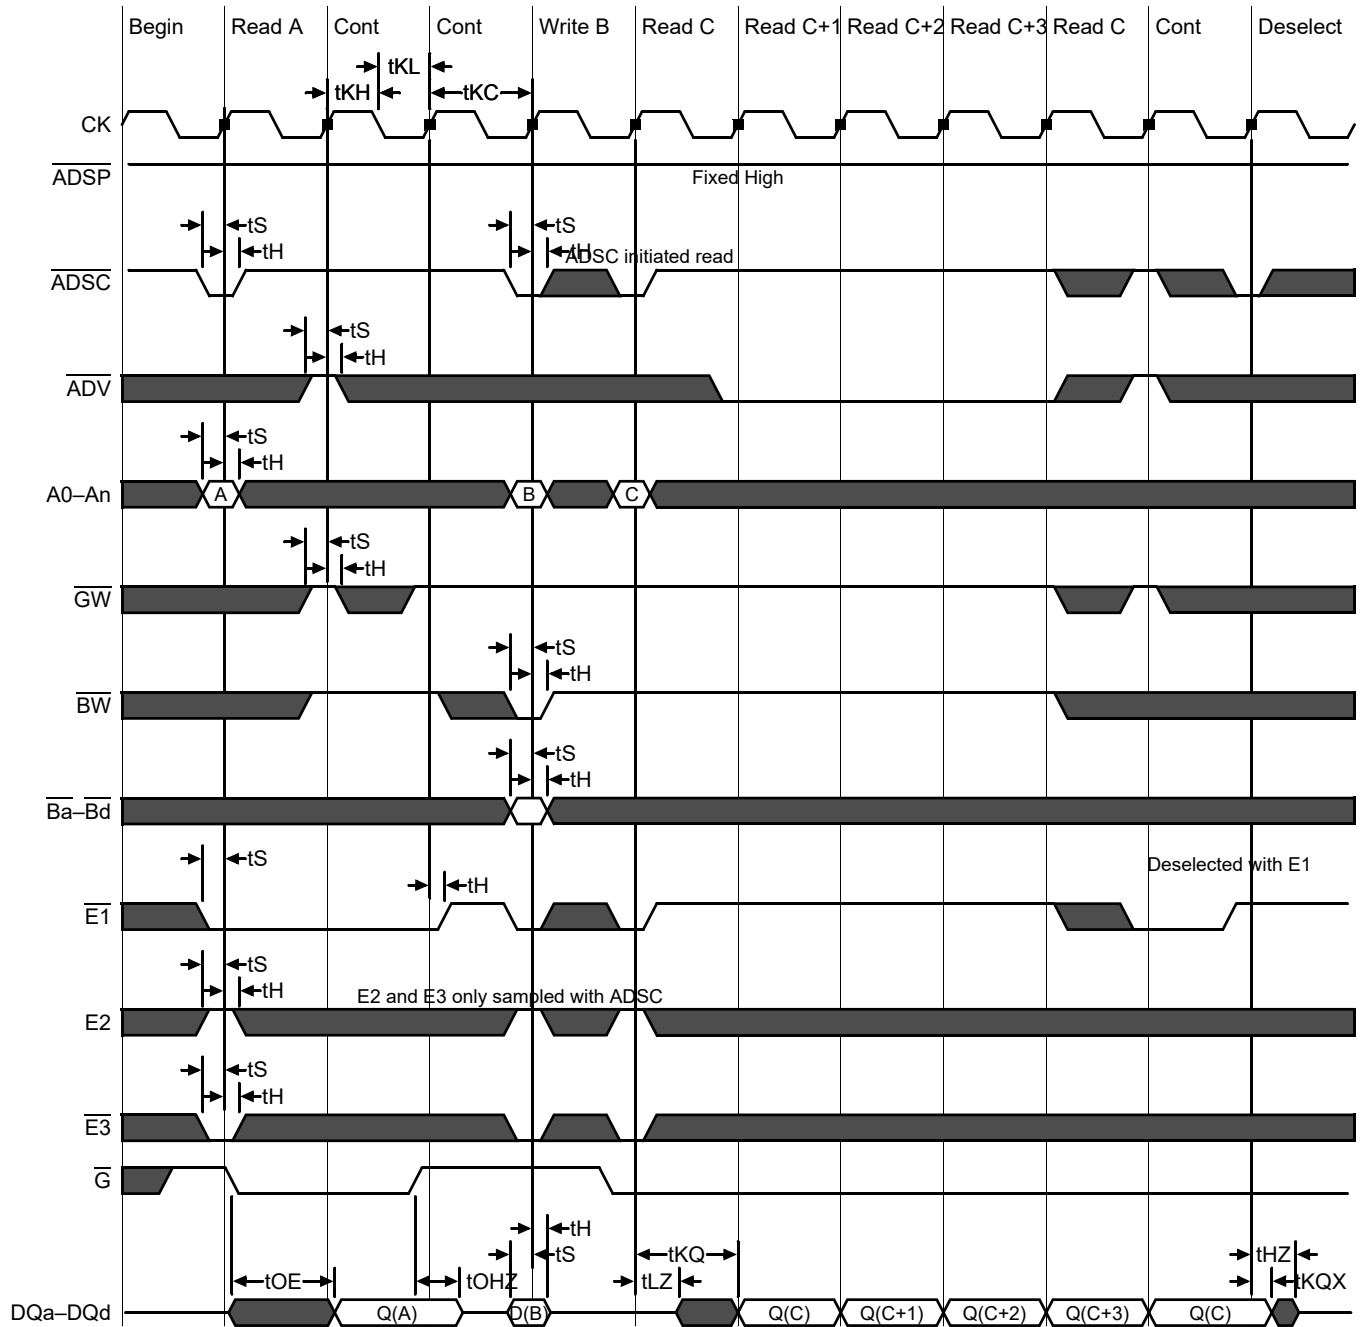 Begin Read A Cont Cont Write B Read C Read C+1 Read C+2 Read C+3 Read C Cont Deselect
tKL
tKH tKC
CK
ADSP
Fixed High
tS tS
tH tH
ADSC initiated read
ADSC
tS
tH
ADV
tS
tH
A0–An A B C
tS
tH
GW
tS
tH
BW
tS
tH
Ba–Bd
tS
Deselected with E1
tH
E1
tS
tH
E2 and E3 only sampled with ADSC
E2
tS
tH
E3
G
tH
tS tKQ tHZ
tOE tOHZ tLZ tKQX
DQa–DQd Q(A) D(B) Q(C) Q(C+1) Q(C+2) Q(C+3) Q(C)